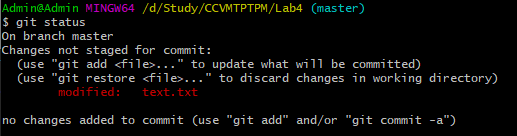 Admin@Admin MINGW64 /d/Study/CCVMTPTPM/Lab4 (master)
$ git status
On branch master
Changes not staged for commit:
  (use "git add <file>..." to update what will be committed)
  (use "git restore <file>..." to discard changes in working directory)
        modified:   text.txt
no changes added to commit (use "git add" and/or "git commit -a")